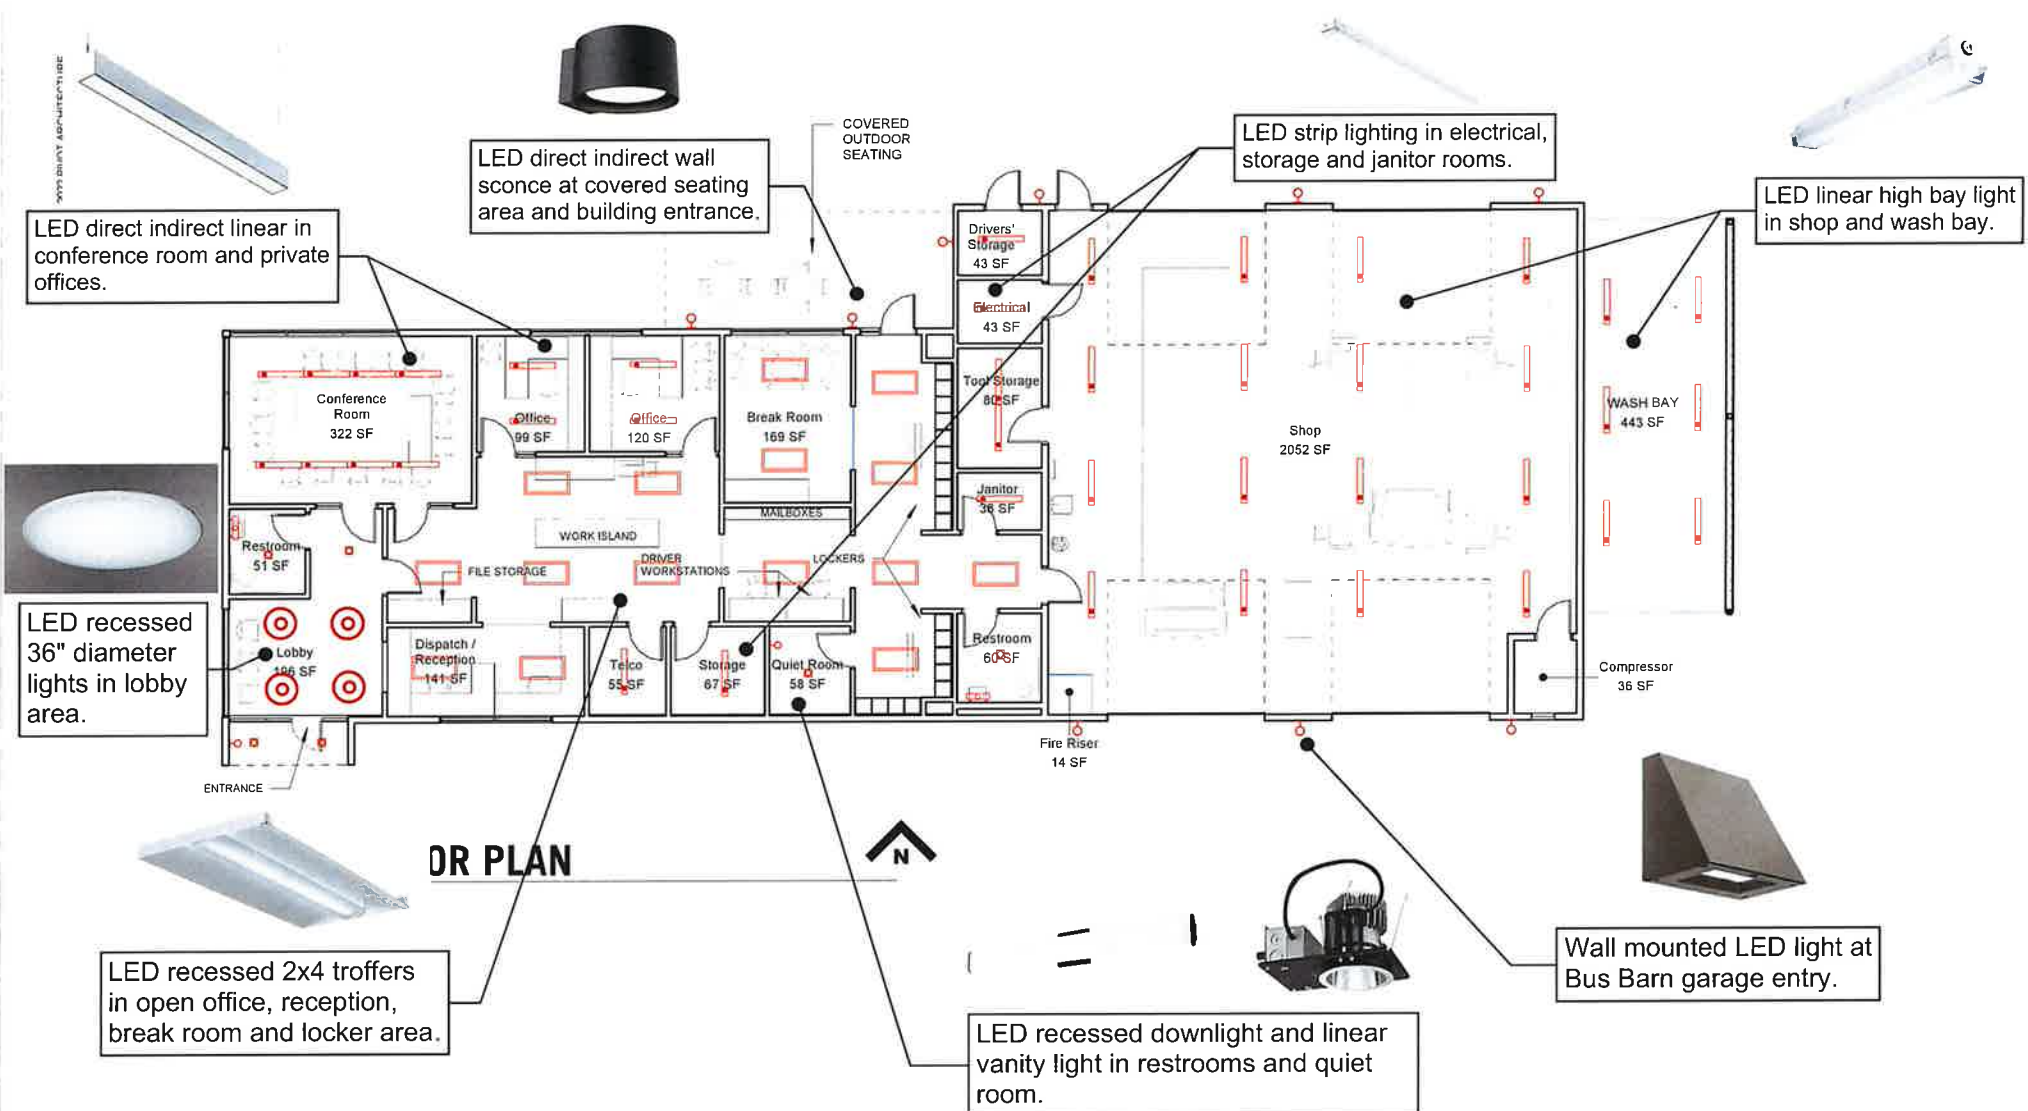 2022 PIVOT ARCHITECTURE
COVERED
OUTDOOR
SEATING
LED direct indirect wall
sconce at covered seating
area and building entrance.
LED strip lighting in electrical,
storage and janitor rooms.
LED linear high bay light
in shop and wash bay.
LED direct indirect linear in
conference room and private
offices.
Drivers'
Storage
43 SF
Electrical
43 SF
Conference
Room
322 SF
Office
99 SF
Office
120 SF
Break Room
169 SF
Tool Storage
80 SF
Shop
2052 SF
WASH BAY
443 SF
Janitor
36 SF
MAILBOXES
WORK ISLAND
Restroom
51 SF
FILE STORAGE
DRIVER
WORKSTATIONS
LOCKERS
LED recessed
36" diameter
lights in lobby
area.
Lobby
196 SF
Dispatch /
Reception
141 SF
Telco
55 SF
Storage
67 SF
Quiet Room
58 SF
Restroom
60 SF
Compressor
36 SF
Fire Riser
14 SF
ENTRANCE
OR PLAN
N
LED recessed 2x4 troffers
in open office, reception,
break room and locker area.
LED recessed downlight and linear
vanity light in restrooms and quiet
room.
Wall mounted LED light at
Bus Barn garage entry.